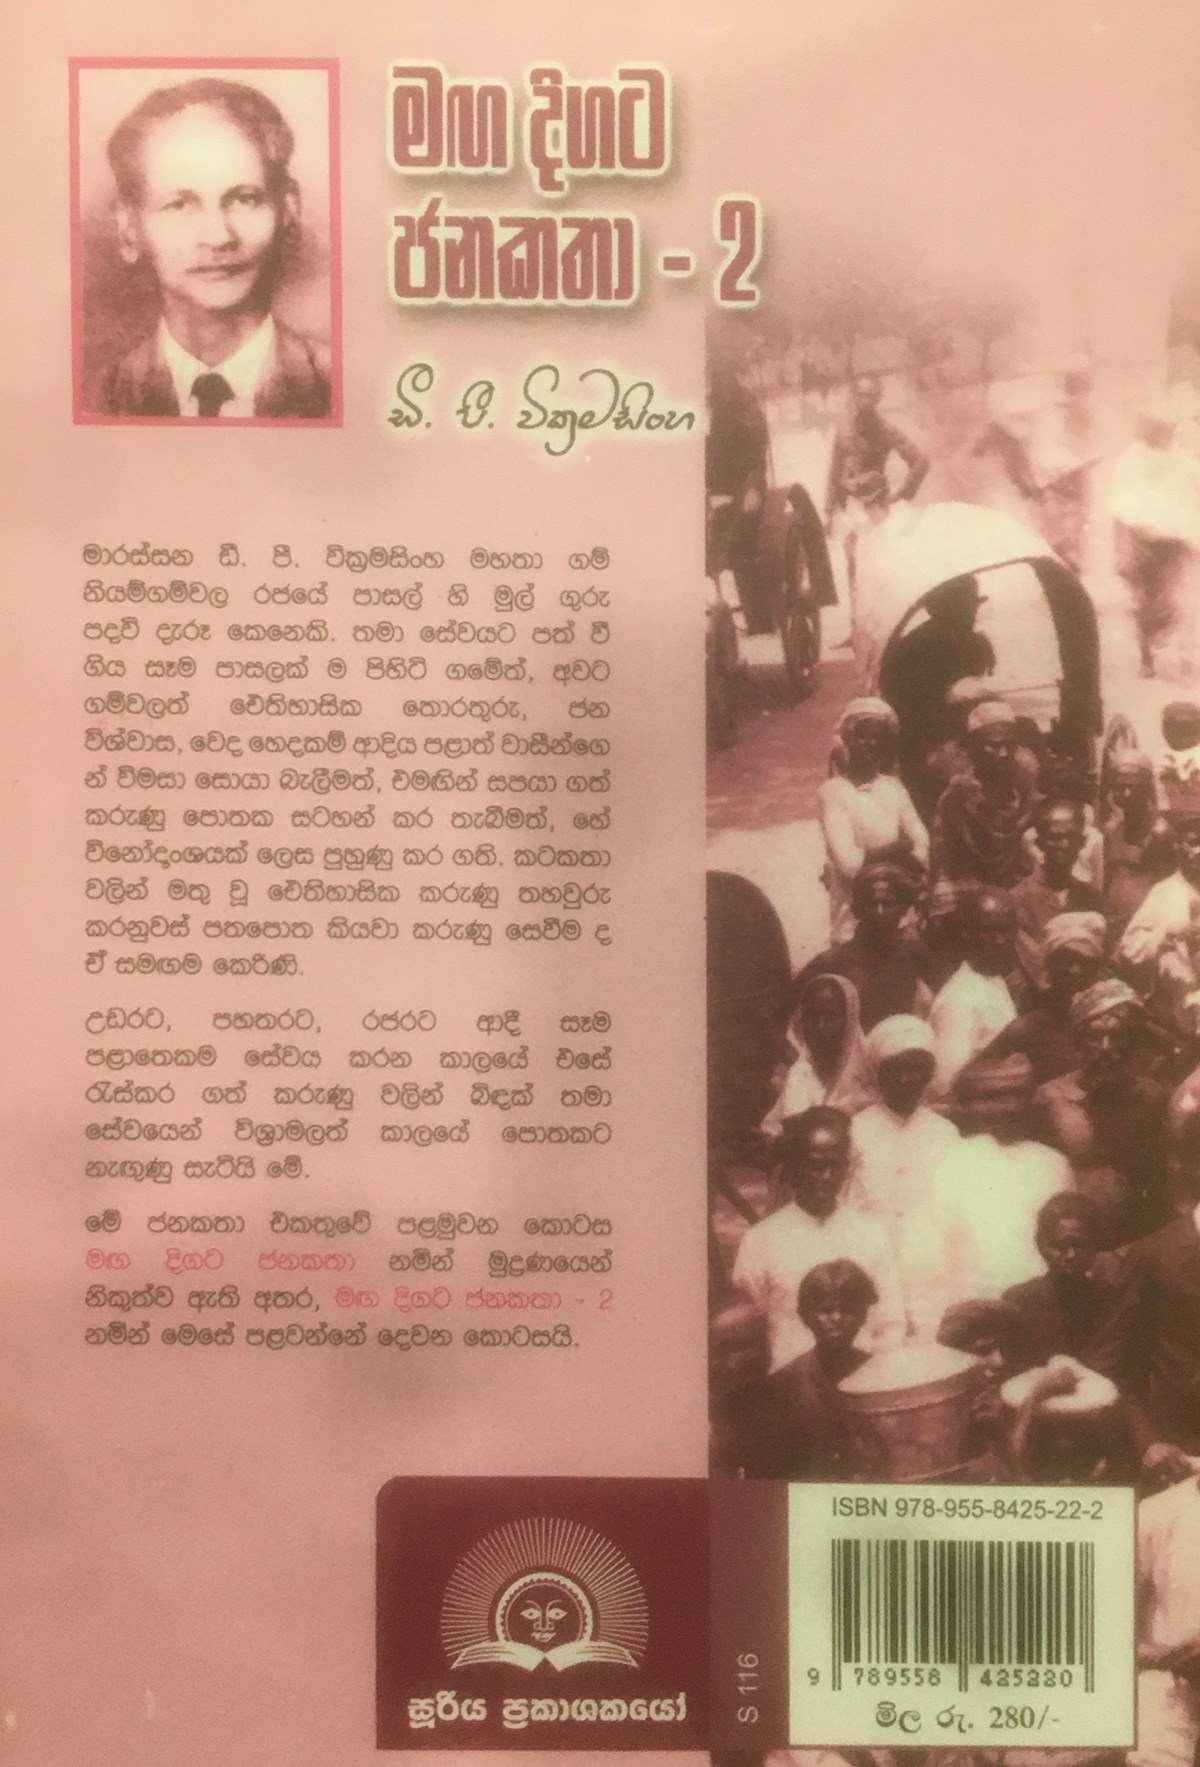 මඟ දිගට
ජනකතා - 2
ඩී. පී. වික්‍රමසිංහ
මාරස්සන ඩී. පී. වික්‍රමසිංහ මහතා ගම්
නියම්ගම්වල රජයේ පාසල් හි මුල් ගුරු
පදවි දැරූ කෙනෙකි. තමා සේවයට පත් වී
ගිය සෑම පාසලක් ම පිහිටි ගමේත්, අවට
ගම්වලත් ඓතිහාසික තොරතුරු, ජන
විශ්වාස, වෙද හෙදකම් ආදිය පළාත් වාසීන්ගෙ
න් විමසා සොයා බැලීමත්, එමඟින් සපයා ගත්
කරුණු පොතක සටහන් කර තැබීමත්, හේ
විනෝදාංශයක් ලෙස පුහුණු කර ගති. කටකතා
වලින් මතු වූ ඓතිහාසික කරුණු තහවුරු
කරනුවස් පතපොත කියවා කරුණු සෙවීම ද
ඒ සමඟම කෙරිණි.
උඩරට, පහතරට, රජරට ආදී සෑම
පළාතෙකම සේවය කරන කාලයේ එසේ
රැස්කර ගත් කරුණු වලින් බිඳක් තමා
සේවයෙන් විශ්‍රාමලත් කාලයේ පොතකට
නැඟුණු සැටියි මේ.
මේ ජනකතා එකතුවේ පළමුවන කොටස
මඟ දිගට ජනකතා නමින් මුද්‍රණයෙන්
නිකුත්ව ඇති අතර, මඟ දිගට ජනකතා - 2
නමින් මෙසේ පළවන්නේ දෙවන කොටසයි.
සූරිය ප්‍රකාශකයෝ
S 116
ISBN 978-955-8425-22-2
9 789558 425220
මිල රු. 280/-